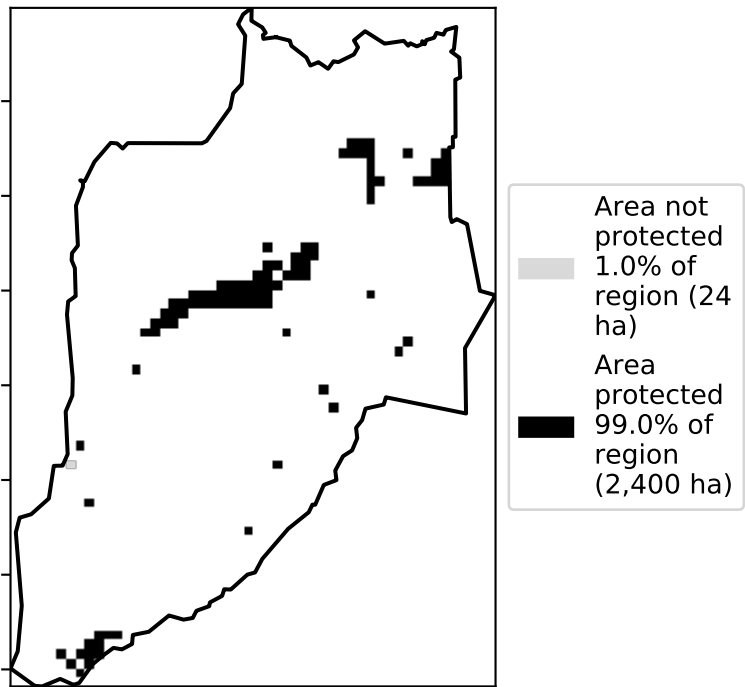 Area not
protected
1.0% of
region (24
ha)
Area
protected
99.0% of
region
(2,400 ha)